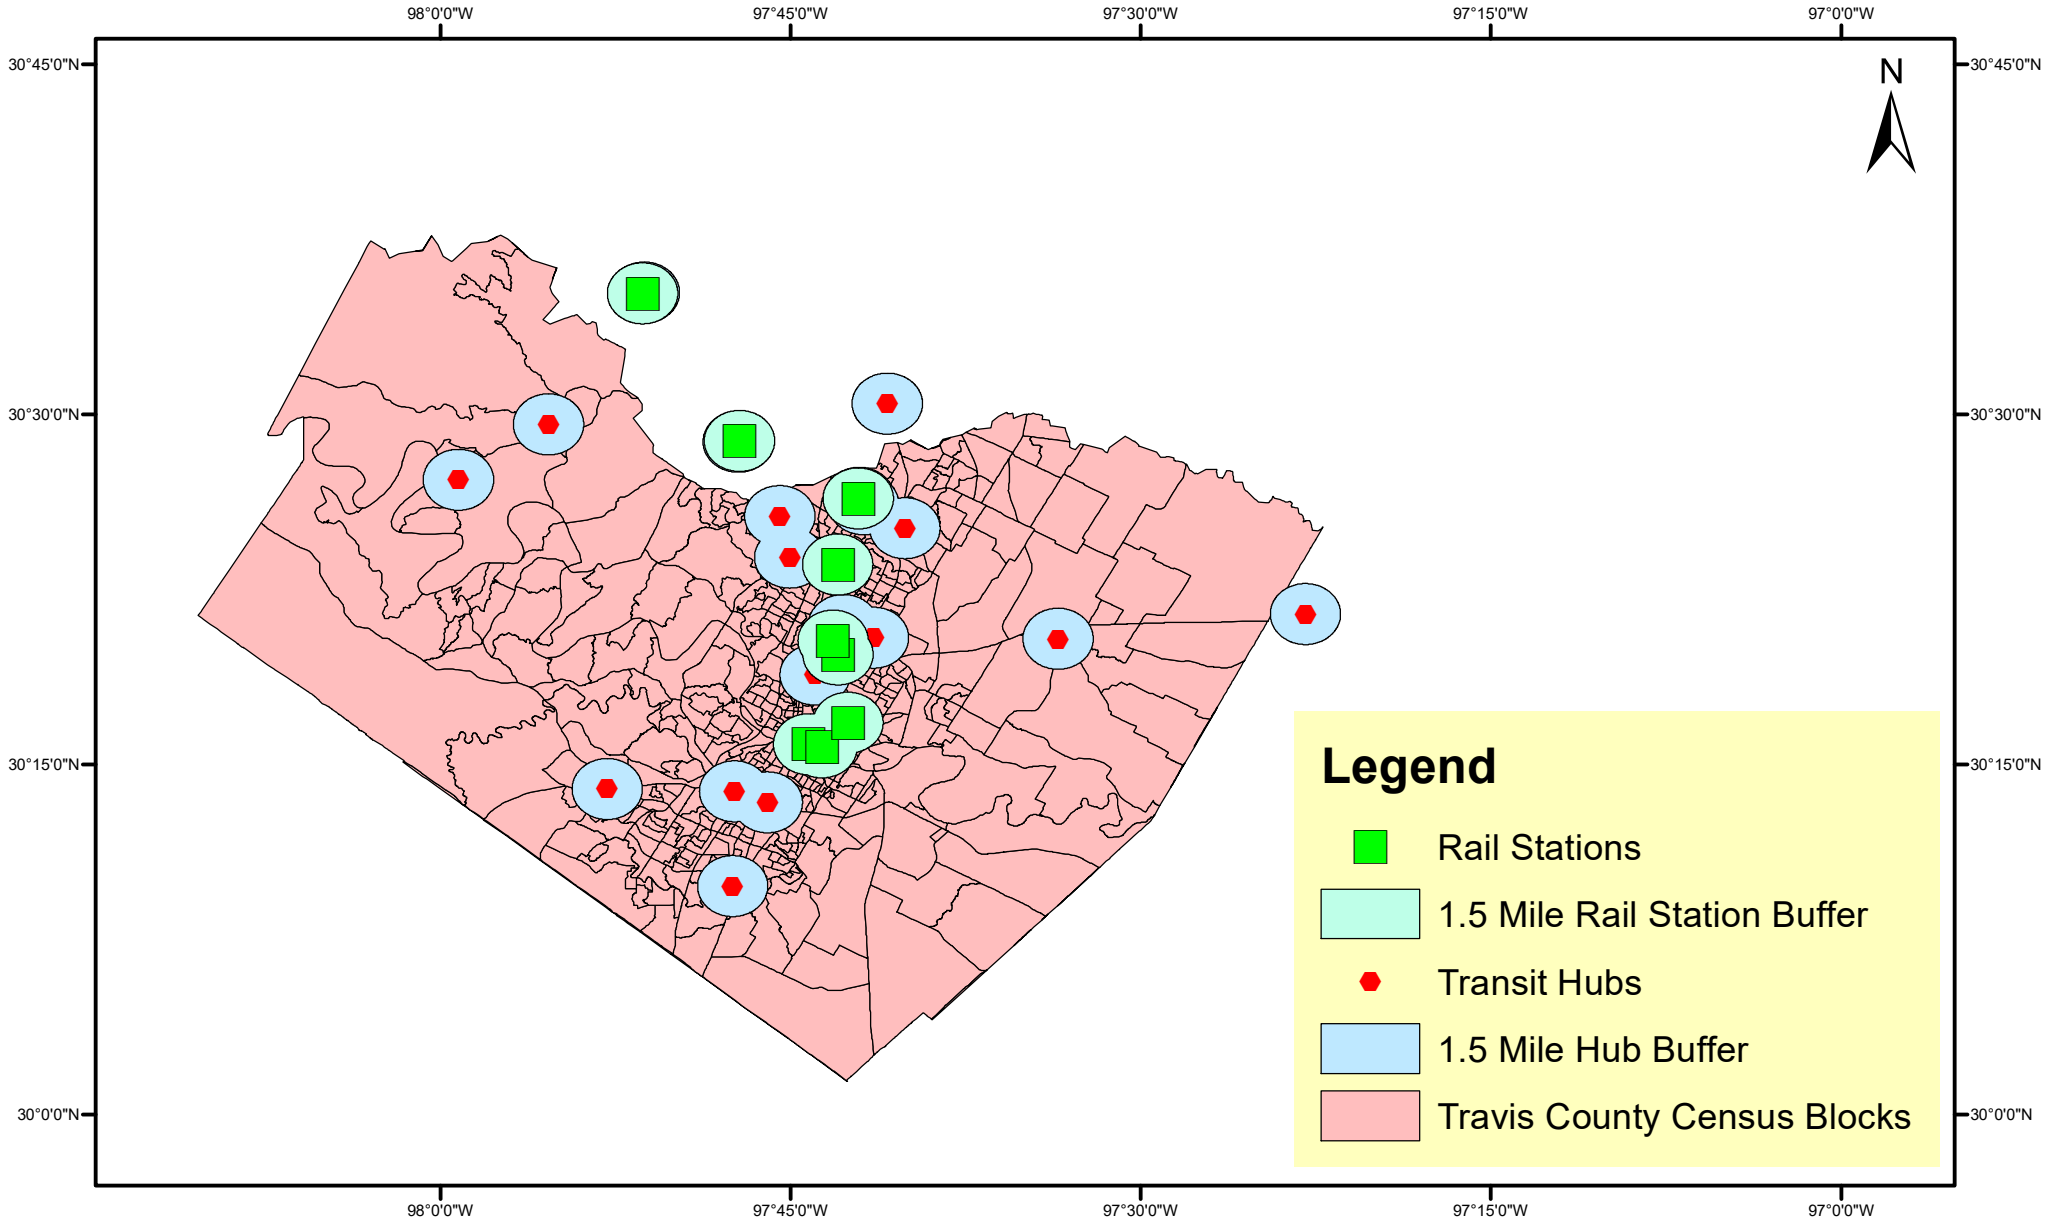 98°0'0"W 97°45'0"W 97°30'0"W 97°15'0"W 97°0'0"W
30°45'0"N 30°45'0"N
N
30°30'0"N 30°30'0"N
30°15'0"N 30°15'0"N
Legend
Rail Stations
1.5 Mile Rail Station Buffer
Transit Hubs
1.5 Mile Hub Buffer
Travis County Census Blocks
30°0'0"N 30°0'0"N
98°0'0"W 97°45'0"W 97°30'0"W 97°15'0"W 97°0'0"W